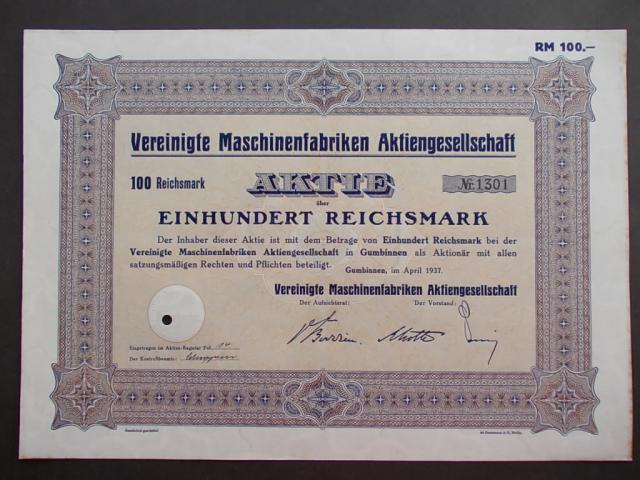 RM 100.—
Vereinigte Maschinenfabriken Aktiengesellschaft
100 Reichsmark
AKTIE
Nr. 1301
über
EINHUNDERT REICHSMARK
Der Inhaber dieser Aktie ist mit dem Betrage von Einhundert Reichsmark bei der
Vereinigte Maschinenfabriken Aktiengesellschaft in Gumbinnen als Aktionär mit allen
satzungsmäßigen Rechten und Pflichten beteiligt.
Gumbinnen, im April 1937.
Vereinigte Maschinenfabriken Aktiengesellschaft
Der Aufsichtsrat:
Der Vorstand:
Eingetragen im Aktien-Register Fol. 14
Der Kontrollbeamte: